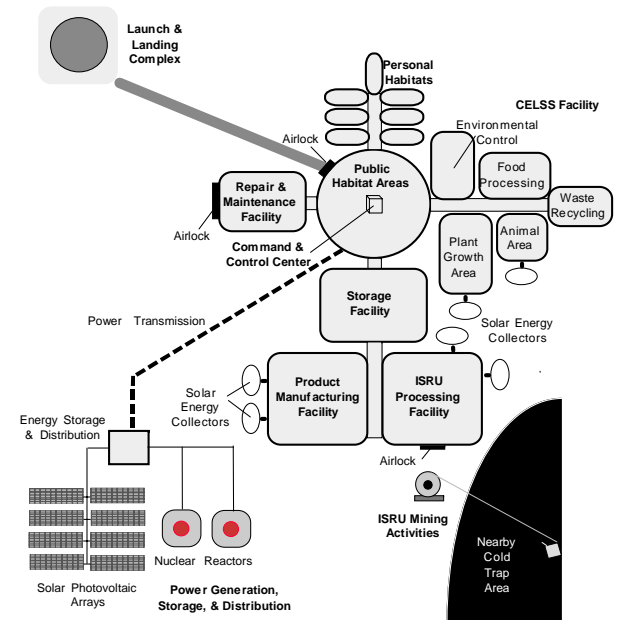 Launch &
Landing
Complex
Personal
Habitats
CELSS Facility
Airlock
Environmental
Control
Public
Habitat Areas
Food
Processing
Repair &
Maintenance
Facility
Waste
Recycling
Airlock
Command &
Control Center
Plant
Growth
Area
Animal
Area
Storage
Facility
Power Transmission
Solar Energy
Collectors
Product
Manufacturing
Facility
ISRU
Processing
Facility
Solar
Energy
Collectors
Energy Storage
& Distribution
Airlock
ISRU Mining
Activities
Nearby
Cold
Trap
Area
Nuclear Reactors
Solar Photovoltaic
Arrays
Power Generation,
Storage, & Distribution